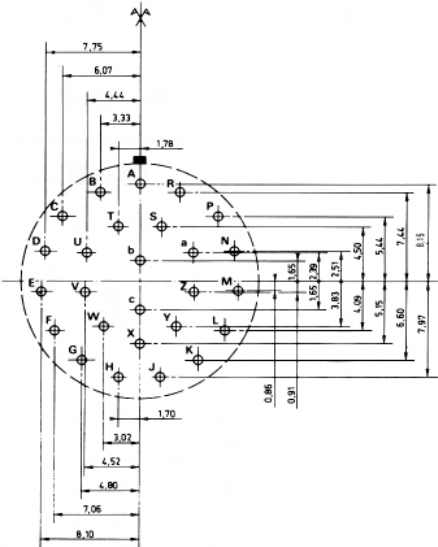 A A
7,75
6,07
4,44
3,33
1,78
A
B
R
C
P
T
S
D
U
b
a
N
E
V
c
Z
M
F
W
X
Y
L
G
K
H
J
1,65
2,39
2,51
4,50
5,44
7,44
8,15
1,65
3,83
4,09
5,15
6,60
7,97
0,86
0,91
1,70
3,02
4,52
4,80
7,06
8,10